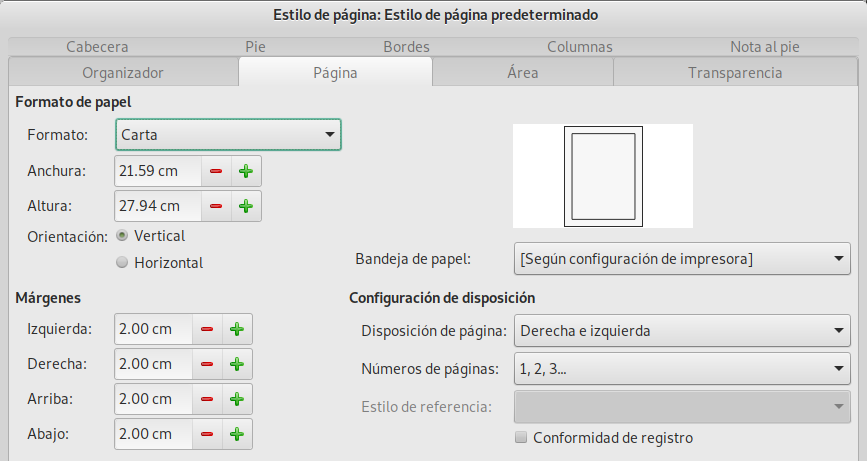 Estilo de página: Estilo de página predeterminado
Cabecera Pie Bordes Columnas Nota al pie
Organizador Página Área Transparencia
Formato de papel
Formato: Carta
Anchura: 21.59 cm
Altura: 27.94 cm
Orientación: Vertical
Horizontal
Bandeja de papel: [Según configuración de impresora]
Márgenes
Izquierda: 2.00 cm
Derecha: 2.00 cm
Arriba: 2.00 cm
Abajo: 2.00 cm
Configuración de disposición
Disposición de página: Derecha e izquierda
Números de páginas: 1, 2, 3...
Estilo de referencia:
Conformidad de registro